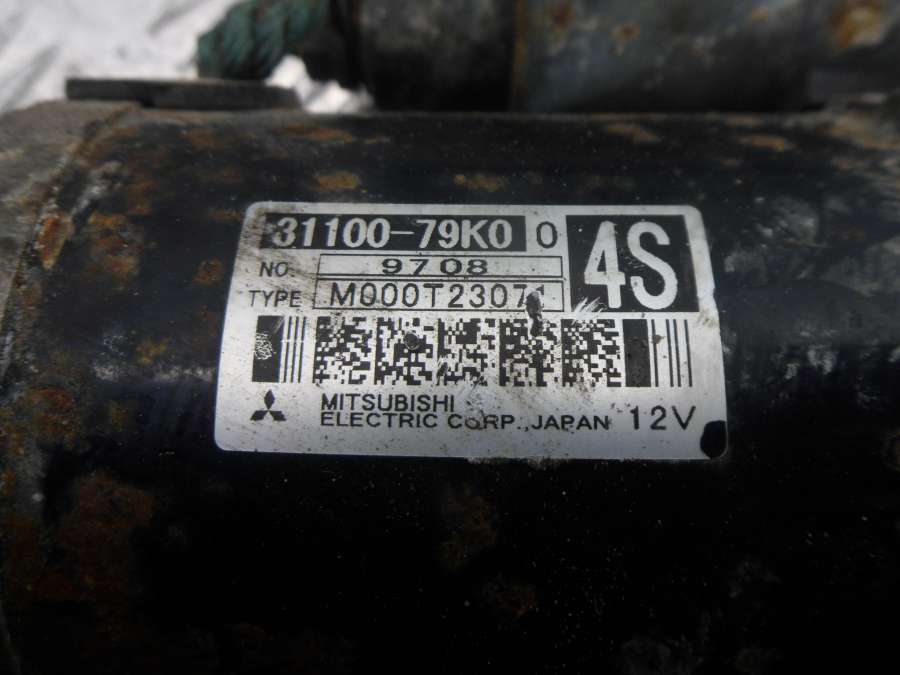 31100-79K0 0
4S
NO. 9708
TYPE M000T23071
MITSUBISHI
ELECTRIC CORP.,JAPAN 12V